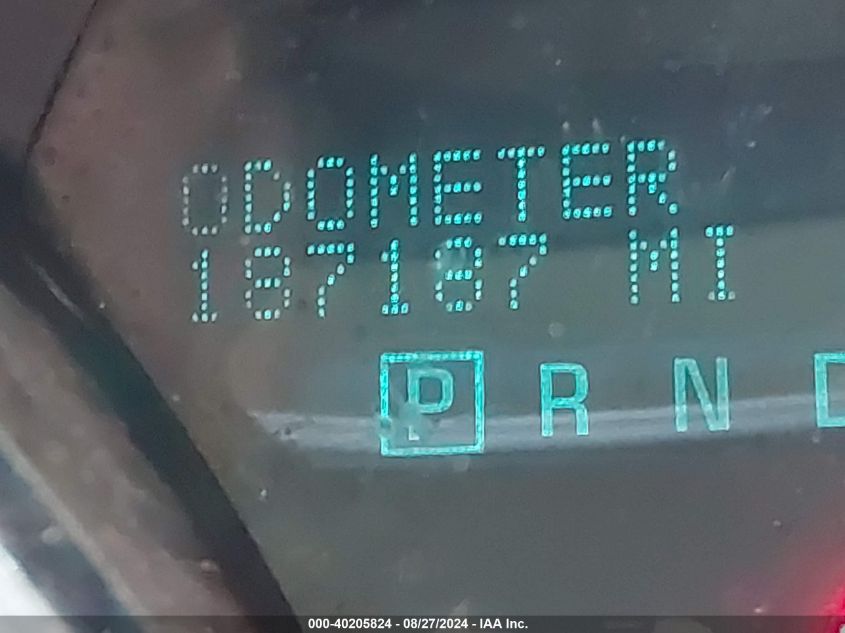 ODOMETER
187187 MI
P R N D
000-40205824 - 08/27/2024 - IAA Inc.